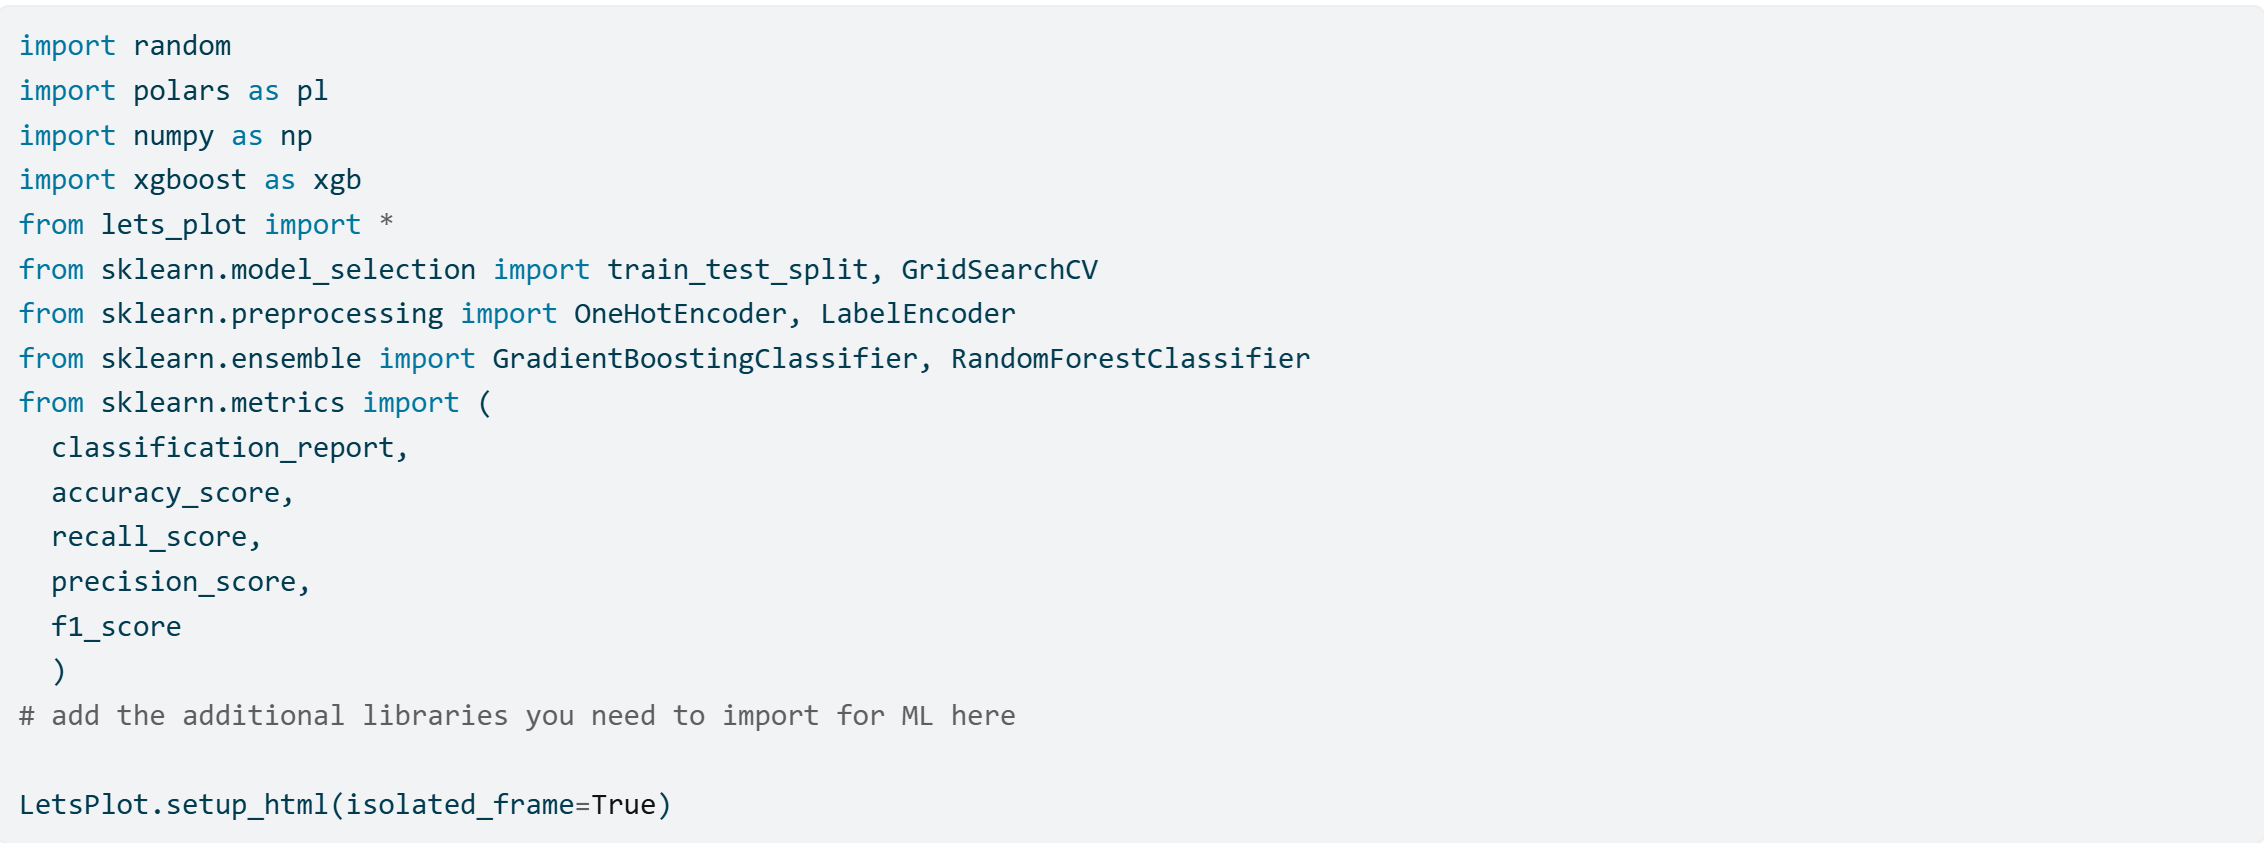 import random
import polars as pl
import numpy as np
import xgboost as xgb
from lets_plot import *
from sklearn.model_selection import train_test_split, GridSearchCV
from sklearn.preprocessing import OneHotEncoder, LabelEncoder
from sklearn.ensemble import GradientBoostingClassifier, RandomForestClassifier
from sklearn.metrics import (
  classification_report,
  accuracy_score,
  recall_score,
  precision_score,
  f1_score
  )
# add the additional libraries you need to import for ML here

LetsPlot.setup_html(isolated_frame=True)